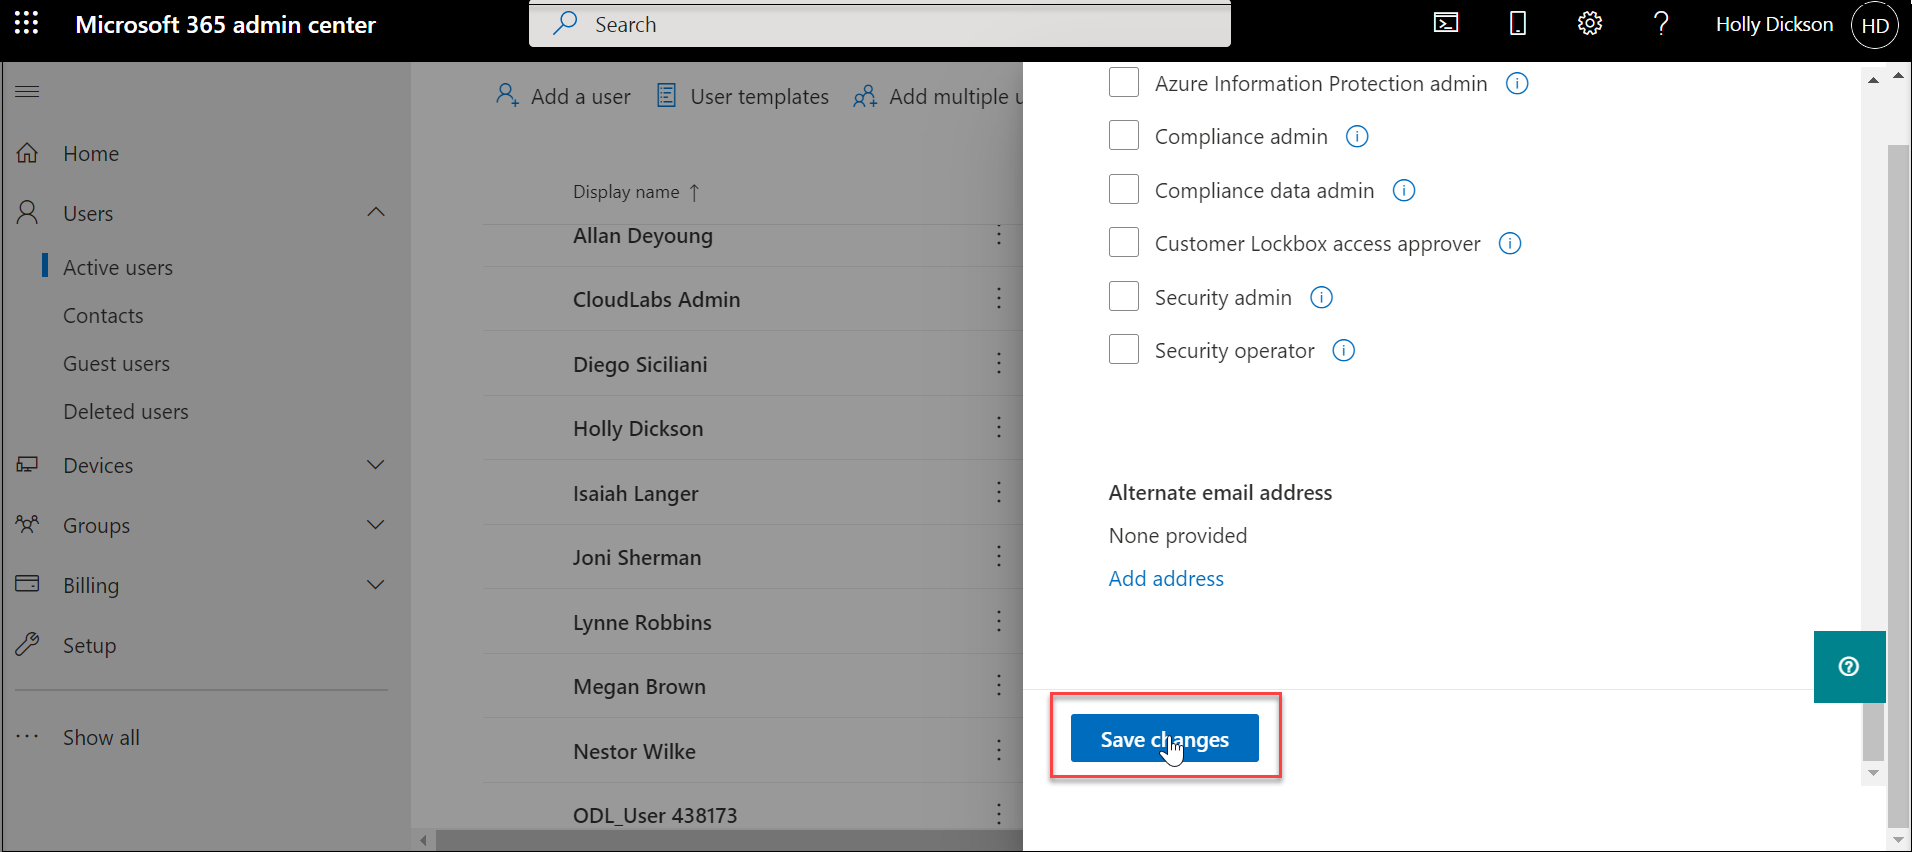 Microsoft 365 admin center
Search
Holly Dickson
HD
Home
Users
Active users
Contacts
Guest users
Deleted users
Devices
Groups
Billing
Setup
Show all
Add a user
User templates
Add multiple u
Display name ↑
Allan Deyoung
CloudLabs Admin
Diego Siciliani
Holly Dickson
Isaiah Langer
Joni Sherman
Lynne Robbins
Megan Brown
Nestor Wilke
ODL_User 438173
Azure Information Protection admin
Compliance admin
Compliance data admin
Customer Lockbox access approver
Security admin
Security operator
Alternate email address
None provided
Add address
Save changes